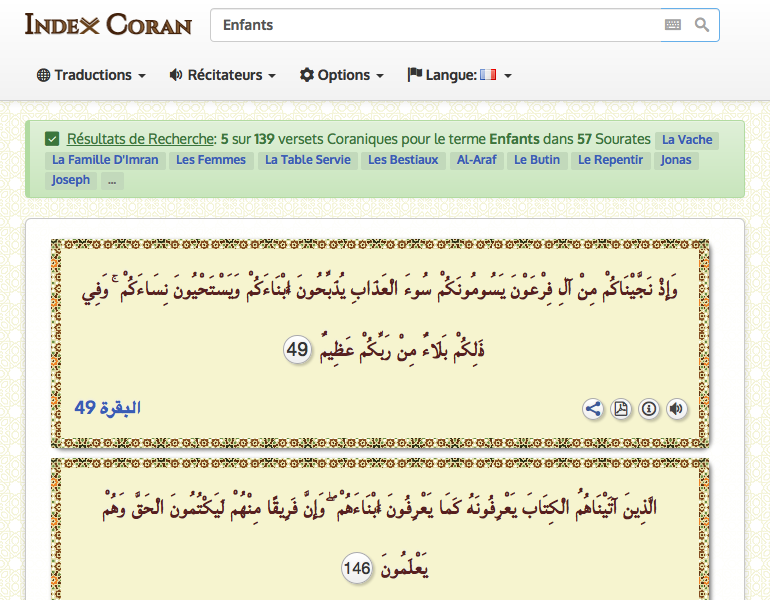 Index Coran
Enfants
Traductions
Récitateurs
Options
Langue:
Résultats de Recherche: 5 sur 139 versets Coraniques pour le terme Enfants dans 57 Sourates La Vache
La Famille D'Imran Les Femmes La Table Servie Les Bestiaux Al-Araf Le Butin Le Repentir Jonas
Joseph ...
وَإِذْ نَجَّيْنَاكُمْ مِنْ آلِ فِرْعَوْنَ يَسُومُونَكُمْ سُوءَ الْعَذَابِ يُذَبِّحُونَ أَبْنَاءَكُمْ وَيَسْتَحْيُونَ نِسَاءَكُمْ ۚ وَفِي
ذَٰلِكُمْ بَلَاءٌ مِنْ رَبِّكُمْ عَظِيمٌ 49
البقرة 49
الَّذِينَ آتَيْنَاهُمُ الْكِتَابَ يَعْرِفُونَهُ كَمَا يَعْرِفُونَ أَبْنَاءَهُمْ ۖ وَإِنَّ فَرِيقًا مِنْهُمْ لَيَكْتُمُونَ الْحَقَّ وَهُمْ
يَعْلَمُونَ 146